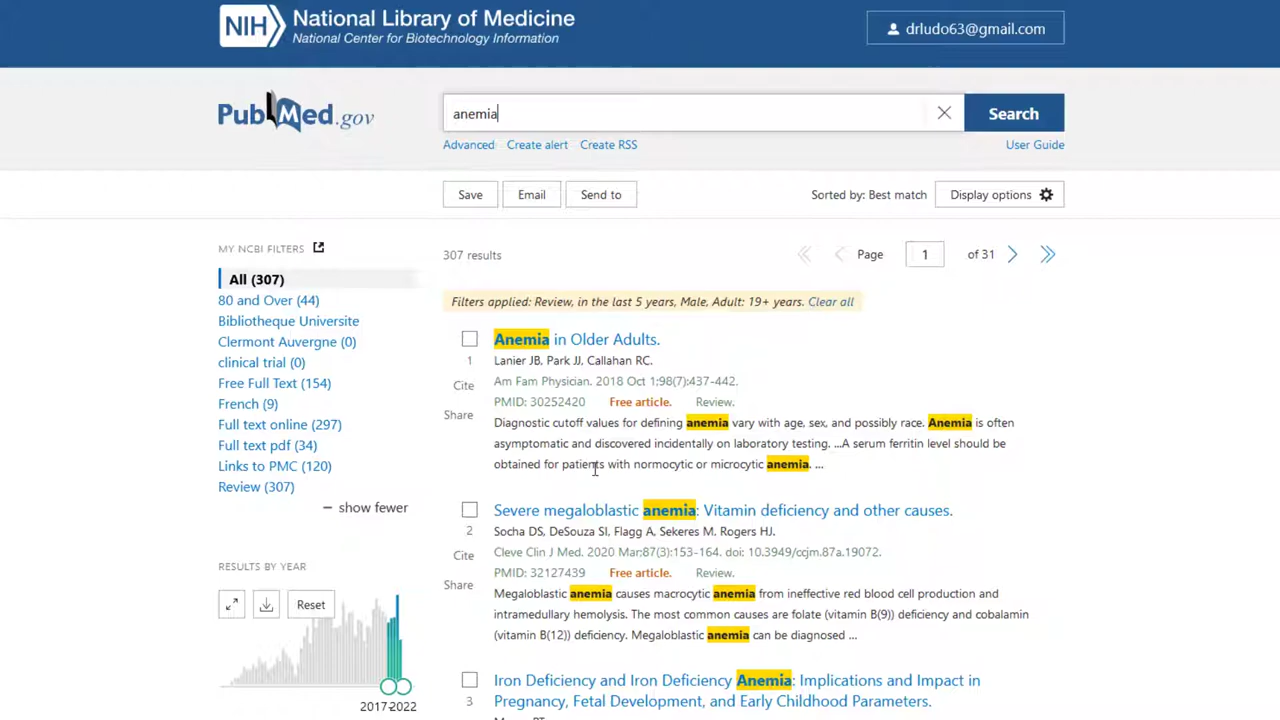 NIH National Library of Medicine
National Center for Biotechnology Information
drludo63@gmail.com
PubMed.gov
anemia
Search
Advanced Create alert Create RSS
User Guide
Save Email Send to
Sorted by: Best match Display options
MY NCBI FILTERS
307 results
Page 1 of 31
All (307)
80 and Over (44)
Bibliotheque Universite
Clermont Auvergne (0)
clinical trial (0)
Free Full Text (154)
French (9)
Full text online (297)
Full text pdf (34)
Links to PMC (120)
Review (307)
— show fewer
RESULTS BY YEAR
Reset
2017-2022
Filters applied: Review, in the last 5 years, Male, Adult: 19+ years. Clear all
Anemia in Older Adults.
1
Lanier JB, Park JJ, Callahan RC.
Cite
Am Fam Physician. 2018 Oct 1;98(7):437-442.
PMID: 30252420 Free article. Review.
Share
Diagnostic cutoff values for defining anemia vary with age, sex, and possibly race. Anemia is often
asymptomatic and discovered incidentally on laboratory testing. ...A serum ferritin level should be
obtained for patients with normocytic or microcytic anemia. ...
Severe megaloblastic anemia: Vitamin deficiency and other causes.
2
Socha DS, DeSouza SI, Flagg A, Sekeres M, Rogers HJ.
Cite
Cleve Clin J Med. 2020 Mar;87(3):153-164. doi: 10.3949/ccjm.87a.19072.
PMID: 32127439 Free article. Review.
Share
Megaloblastic anemia causes macrocytic anemia from ineffective red blood cell production and
intramedullary hemolysis. The most common causes are folate (vitamin B(9)) deficiency and cobalamin
(vitamin B(12)) deficiency. Megaloblastic anemia can be diagnosed ...
Iron Deficiency and Iron Deficiency Anemia: Implications and Impact in
3
Pregnancy, Fetal Development, and Early Childhood Parameters.